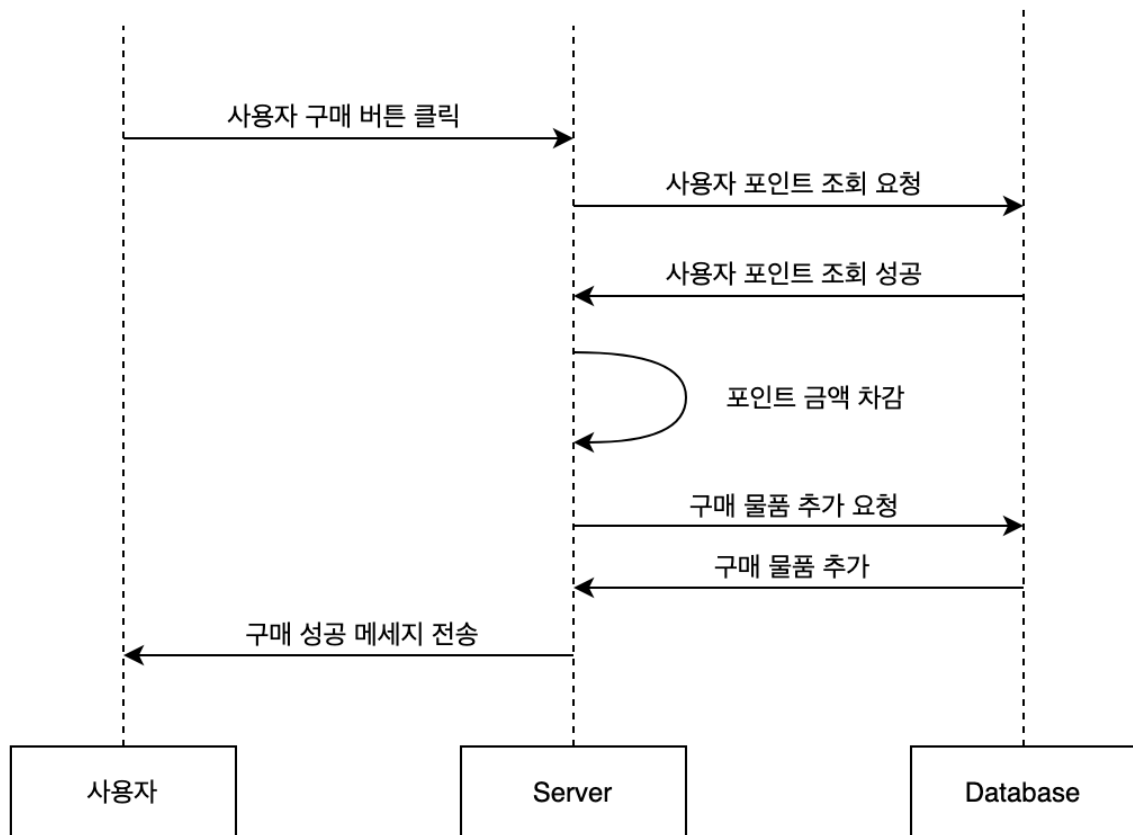 사용자 구매 버튼 클릭
사용자 포인트 조회 요청
사용자 포인트 조회 성공
포인트 금액 차감
구매 물품 추가 요청
구매 물품 추가
구매 성공 메세지 전송
사용자
Server
Database